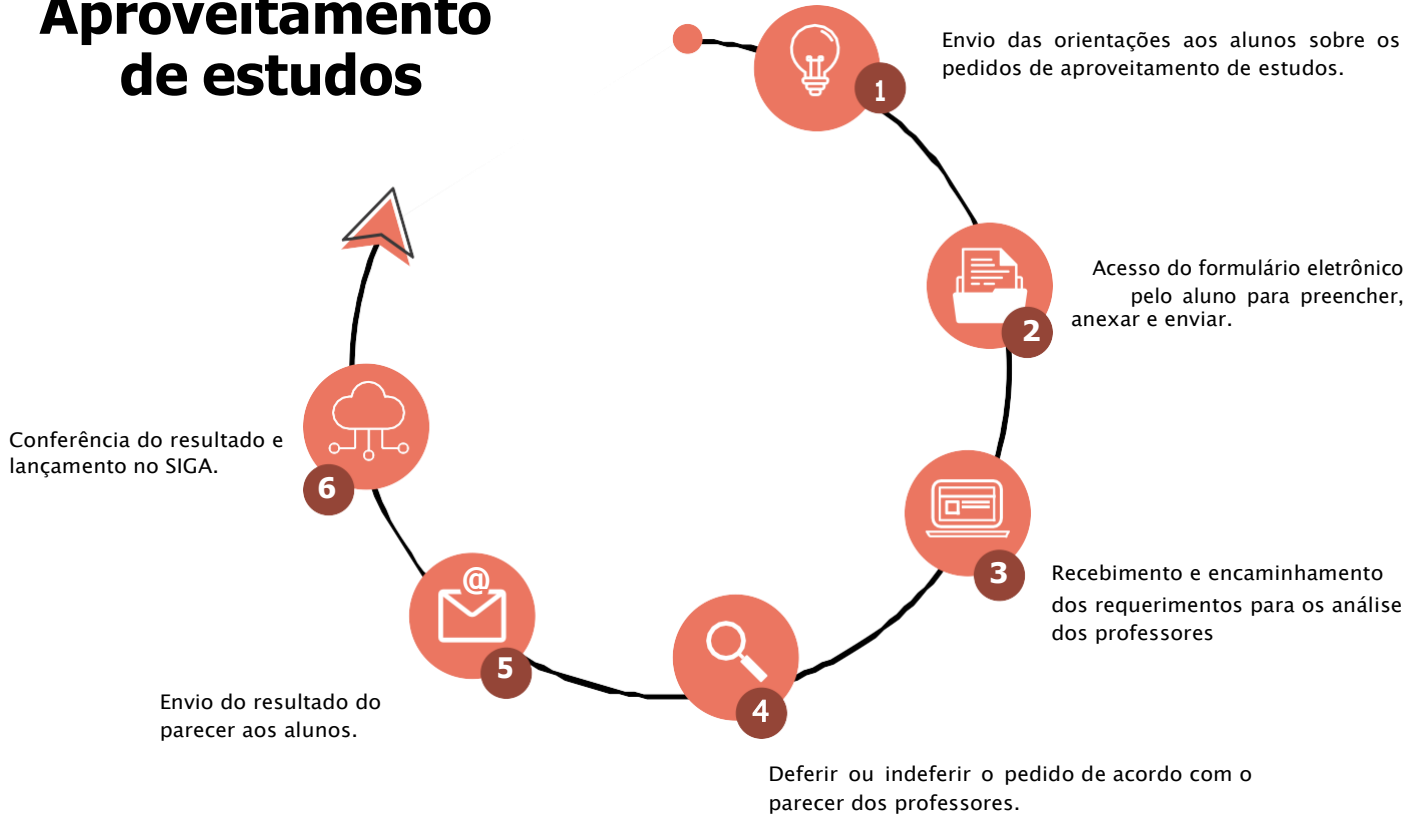 Aproveitamento
de estudos
1
Envio das orientações aos alunos sobre os
pedidos de aproveitamento de estudos.
2
Acesso do formulário eletrônico
pelo aluno para preencher,
anexar e enviar.
3
Recebimento e encaminhamento
dos requerimentos para os análise
dos professores
4
Deferir ou indeferir o pedido de acordo com o
parecer dos professores.
@
5
Envio do resultado do
parecer aos alunos.
6
Conferência do resultado e
lançamento no SIGA.